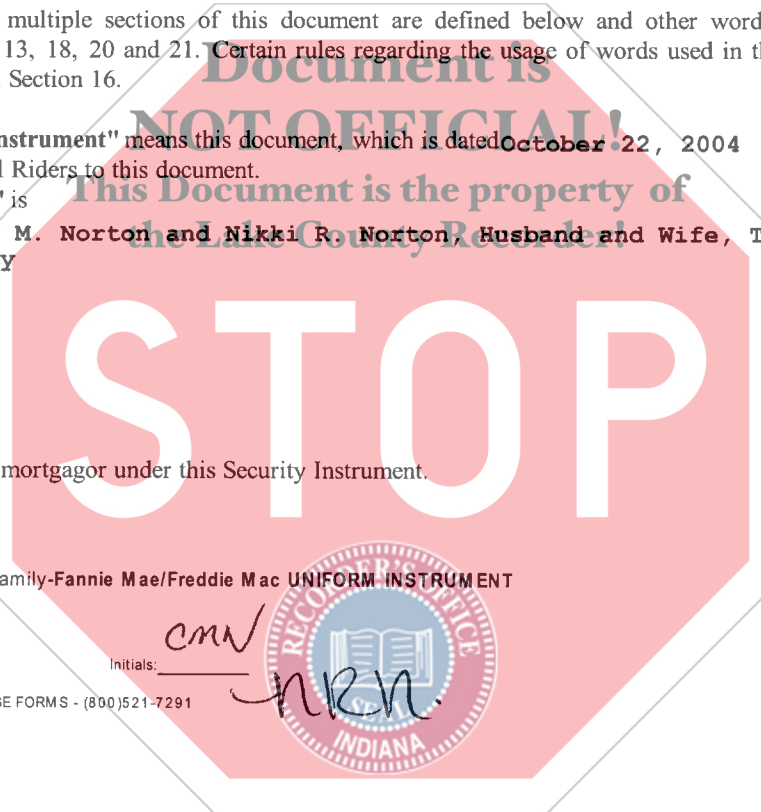 multiple sections of this document are defined below and other word
13, 18, 20 and 21. Certain rules regarding the usage of words used in th
Section 16.
Document is
NOT OFFICIAL!
nstrument" means this document, which is dated October 22, 2004
l Riders to this document.
This Document is the property of
" is
the Lake County Recorder!
M. Norton and Nikki R. Norton, Husband and Wife, T
Y
STOP
mortgagor under this Security Instrument.
amily-Fannie Mae/Freddie Mac UNIFORM INSTRUMENT
CMN
Initials:
NRN.
SE FORMS - (800)521-7291
RECORDER'S OFFICE
SEAL
INDIANA